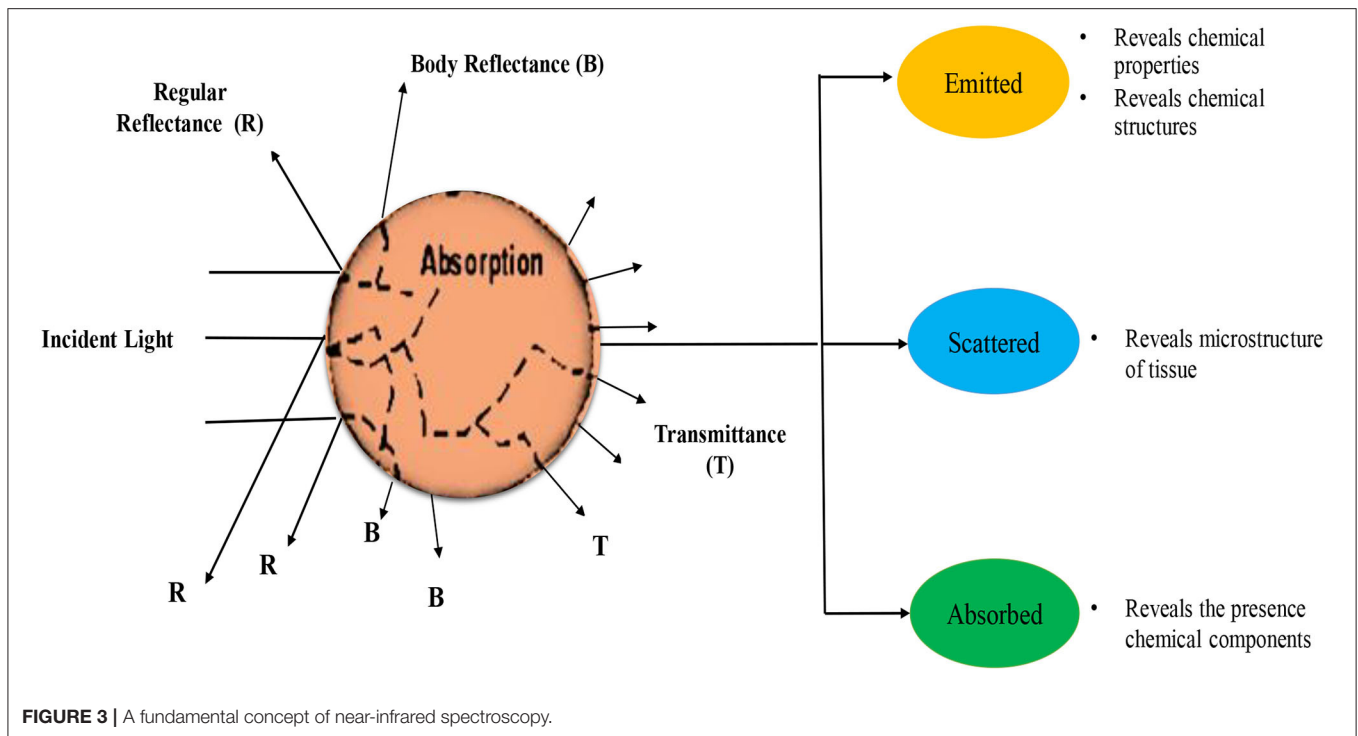 Body Reflectance (B)
Regular
Reflectance (R)
Absorption
Incident Light
Transmittance
(T)
B
R
T
R
B
Emitted
• Reveals chemical
properties
• Reveals chemical
structures
Scattered
• Reveals microstructure
of tissue
Absorbed
• Reveals the presence
chemical components
FIGURE 3 | A fundamental concept of near-infrared spectroscopy.